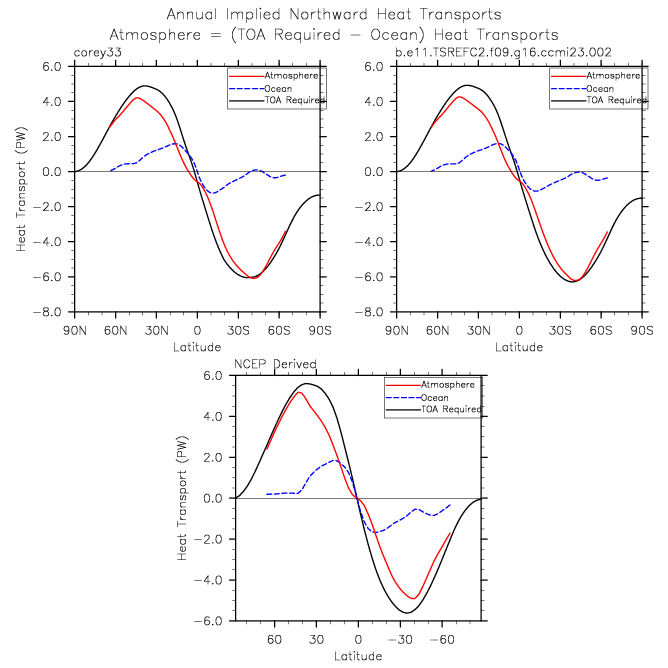 Annual Implied Northward Heat Transports
Atmosphere = (TOA Required − Ocean) Heat Transports
corey33
b.e11.TSREFC2.f09.g16.ccmi23.002
6.0
4.0
2.0
0.0
−2.0
−4.0
−6.0
−8.0
Heat Transport (PW)
Atmosphere
Ocean
TOA Required
90N 60N 30N 0 30S 60S 90S
Latitude
6.0
4.0
2.0
0.0
−2.0
−4.0
−6.0
−8.0
Atmosphere
Ocean
TOA Required
90N 60N 30N 0 30S 60S 90S
Latitude
NCEP Derived
6.0
4.0
2.0
0.0
−2.0
−4.0
−6.0
Heat Transport (PW)
Atmosphere
Ocean
TOA Required
60 30 0 −30 −60
Latitude